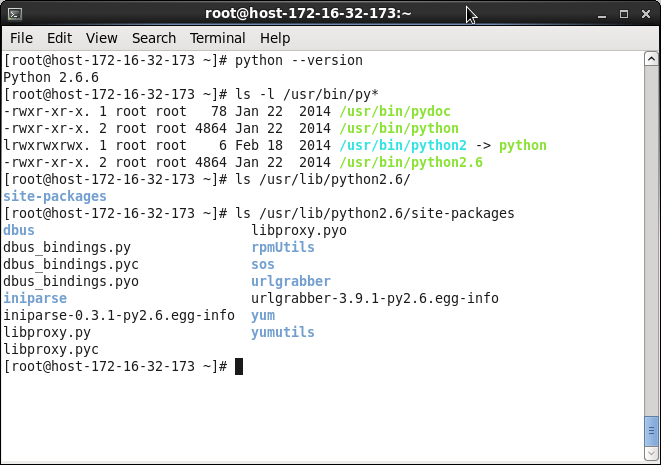 root@host-172-16-32-173:~
File Edit View Search Terminal Help
[root@host-172-16-32-173 ~]# python --version
Python 2.6.6
[root@host-172-16-32-173 ~]# ls -l /usr/bin/py*
-rwxr-xr-x. 1 root root   78 Jan 22  2014 /usr/bin/pydoc
-rwxr-xr-x. 2 root root 4864 Jan 22  2014 /usr/bin/python
lrwxrwxrwx. 1 root root    6 Feb 18  2014 /usr/bin/python2 -> python
-rwxr-xr-x. 2 root root 4864 Jan 22  2014 /usr/bin/python2.6
[root@host-172-16-32-173 ~]# ls /usr/lib/python2.6/
site-packages
[root@host-172-16-32-173 ~]# ls /usr/lib/python2.6/site-packages
dbus                           libproxy.pyo
dbus_bindings.py               rpmUtils
dbus_bindings.pyc              sos
dbus_bindings.pyo              urlgrabber
iniparse                       urlgrabber-3.9.1-py2.6.egg-info
iniparse-0.3.1-py2.6.egg-info  yum
libproxy.py                    yumutils
libproxy.pyc
[root@host-172-16-32-173 ~]#